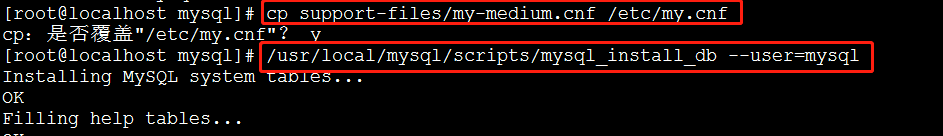 [root@localhost mysql]# cp support-files/my-medium.cnf /etc/my.cnf
cp：是否覆盖"/etc/my.cnf"？ y
[root@localhost mysql]# /usr/local/mysql/scripts/mysql_install_db --user=mysql
Installing MySQL system tables...
OK
Filling help tables...